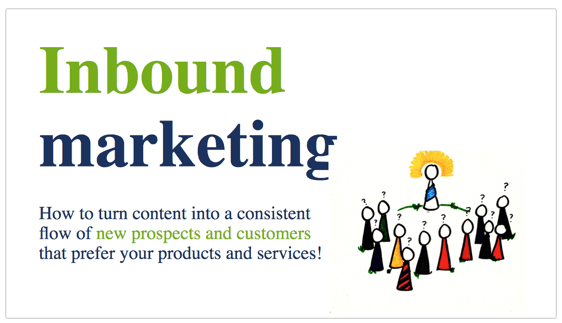 Inbound
marketing
How to turn content into a consistent
flow of new prospects and customers
that prefer your products and services!
? ? ? ? ? ? ? ? ? ?